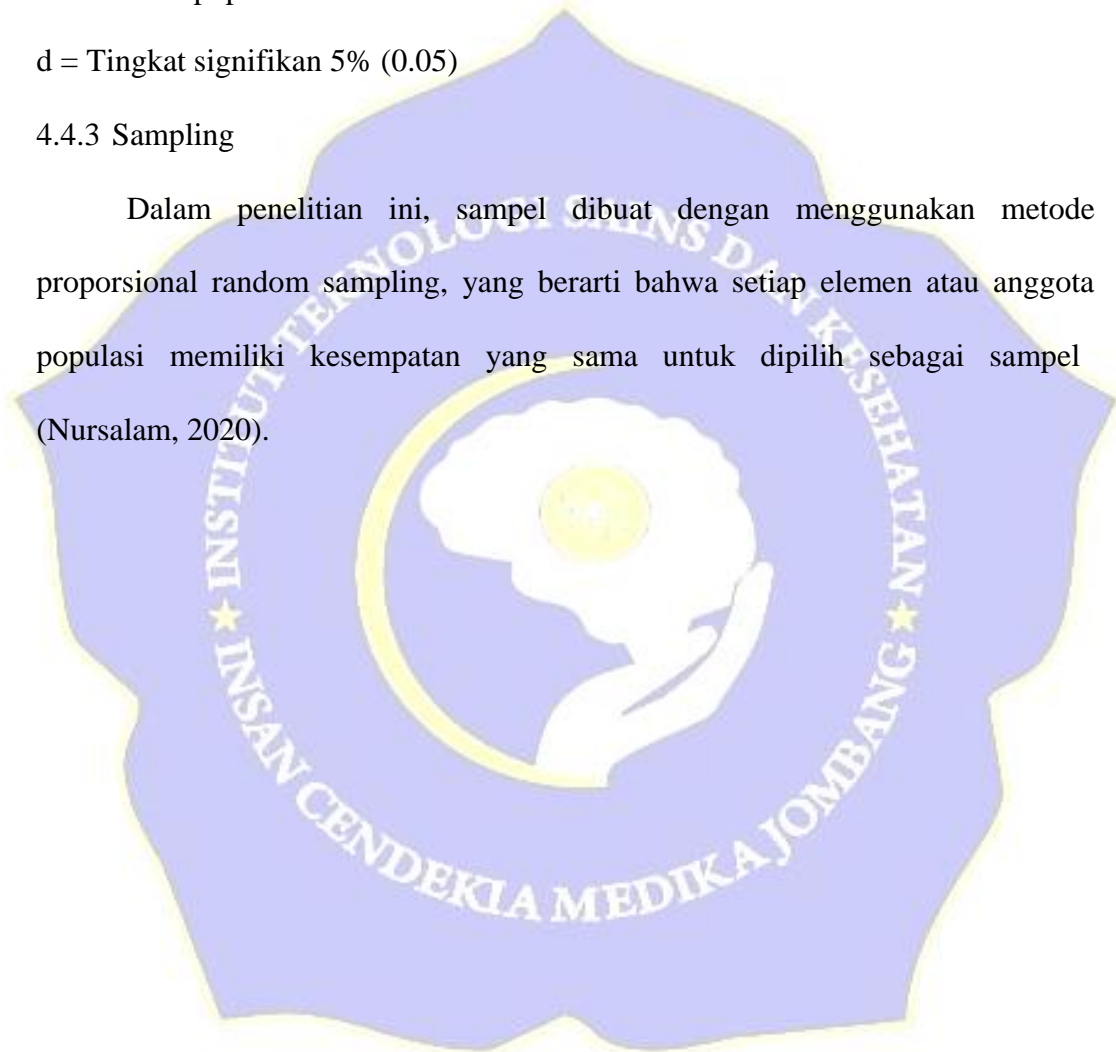 d = Tingkat signifikan 5% (0.05)
4.4.3 Sampling
Dalam penelitian ini, sampel dibuat dengan menggunakan metode
proporsional random sampling, yang berarti bahwa setiap elemen atau anggota
populasi memiliki kesempatan yang sama untuk dipilih sebagai sampel
(Nursalam, 2020).
INSTITUT TEKNOLOGI SAINS DAN KESEHATAN
INSAN CENDEKIA MEDIKA JOMBANG